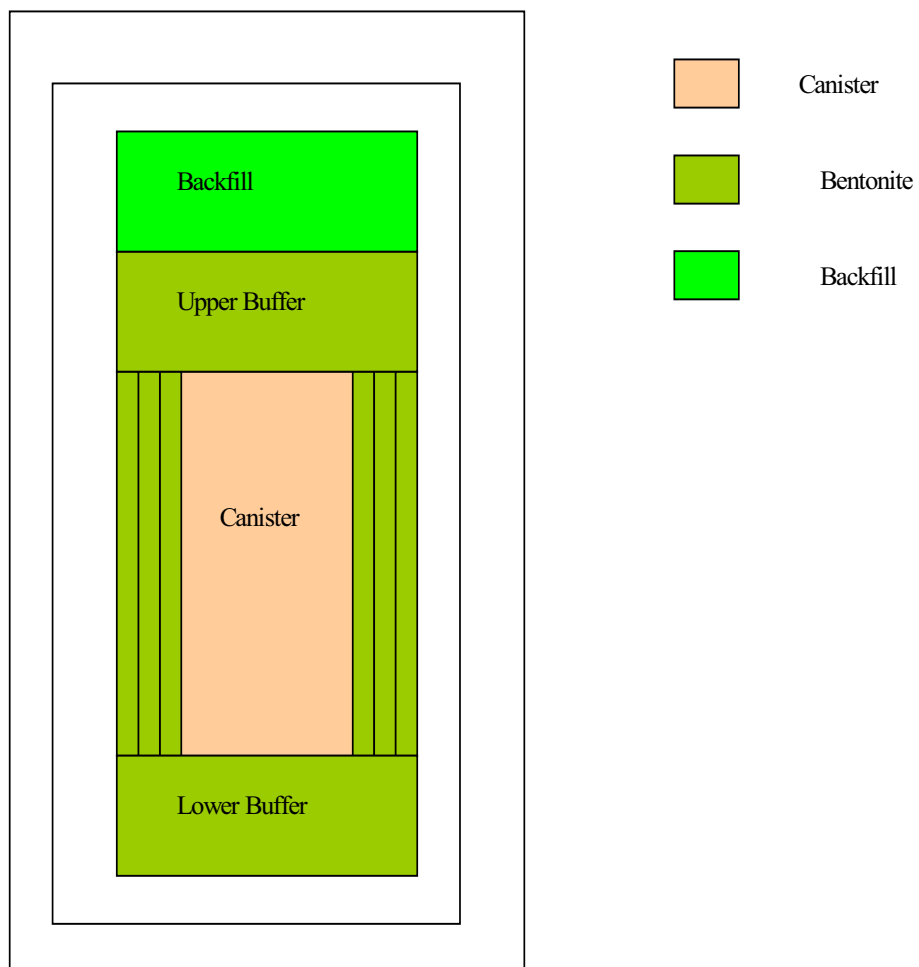 Backfill
Upper Buffer
Canister
Lower Buffer
Canister
Bentonite
Backfill